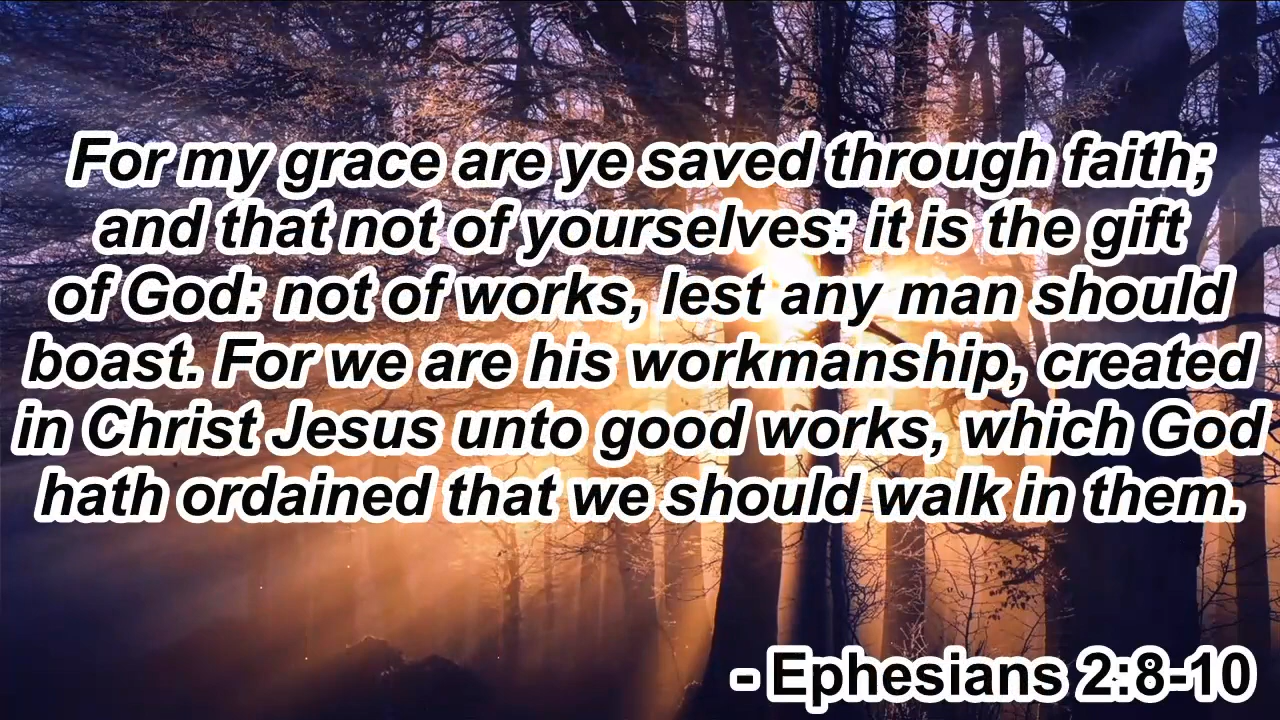 For my grace are ye saved through faith;
and that not of yourselves: it is the gift
of God: not of works, lest any man should
boast. For we are his workmanship, created
in Christ Jesus unto good works, which God
hath ordained that we should walk in them.
- Ephesians 2:8-10